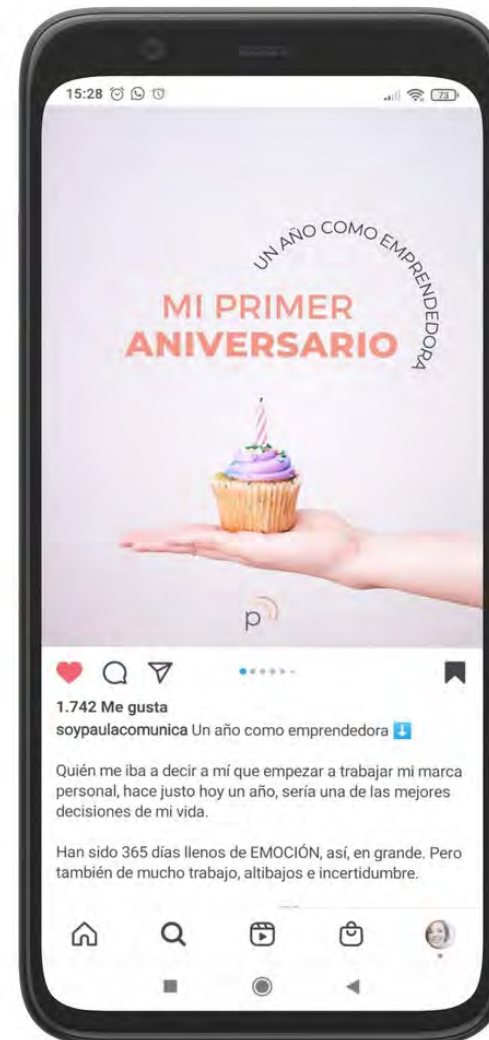 15:28
73
UN AÑO COMO EMPRENDEDORA
MI PRIMER
ANIVERSARIO
p
1.742 Me gusta
soypaulacomunica Un año como emprendedora ⬇️
Quién me iba a decir a mí que empezar a trabajar mi marca
personal, hace justo hoy un año, sería una de las mejores
decisiones de mi vida.
Han sido 365 días llenos de EMOCIÓN, así, en grande. Pero
también de mucho trabajo, altibajos e incertidumbre.